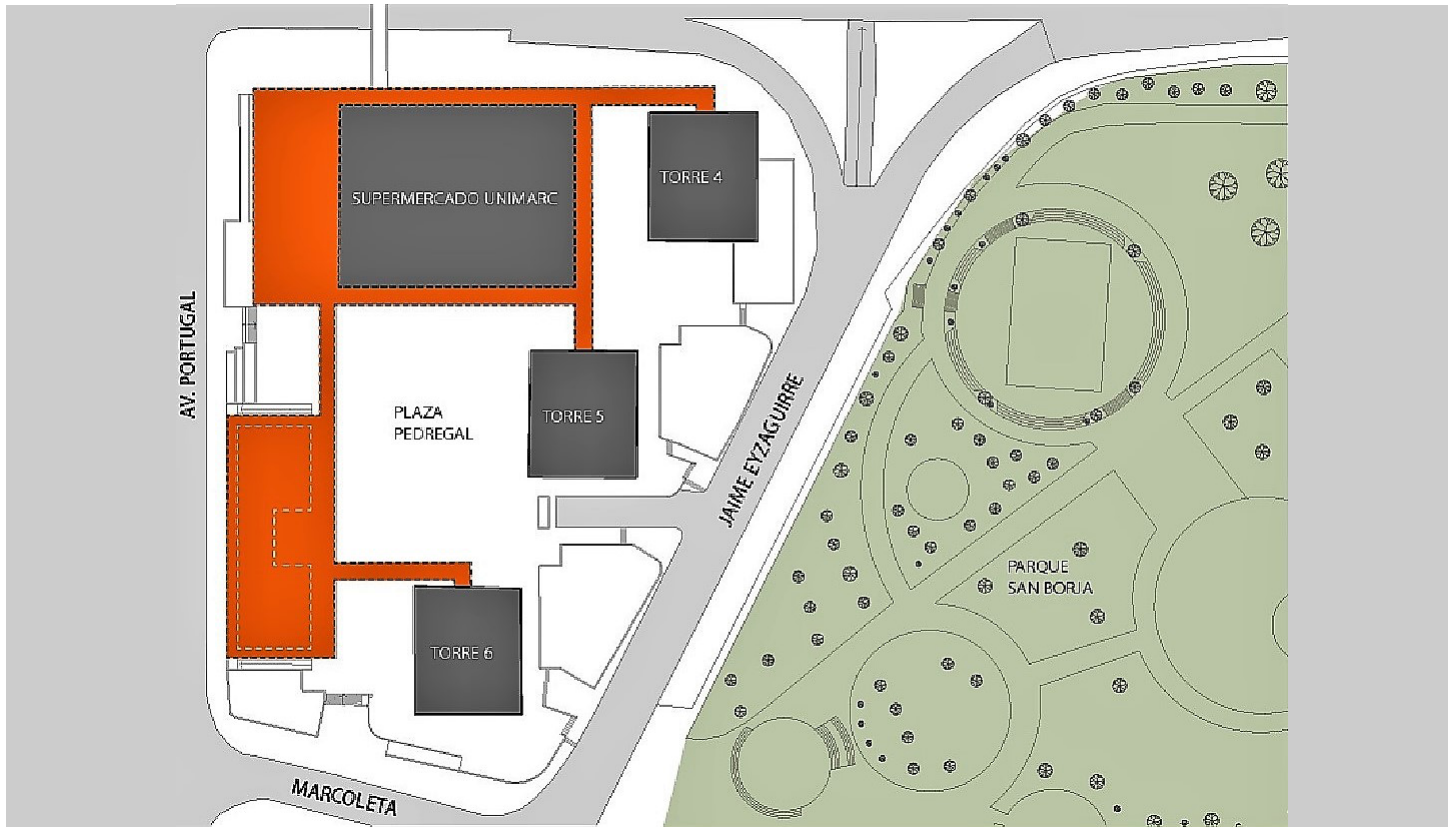 SUPERMERCADO UNIMARC
TORRE 4
AV. PORTUGAL
PLAZA
PEDREGAL
TORRE 5
JAIME EYZAGUIRRE
PARQUE
SAN BORJA
TORRE 6
MARCOLETA